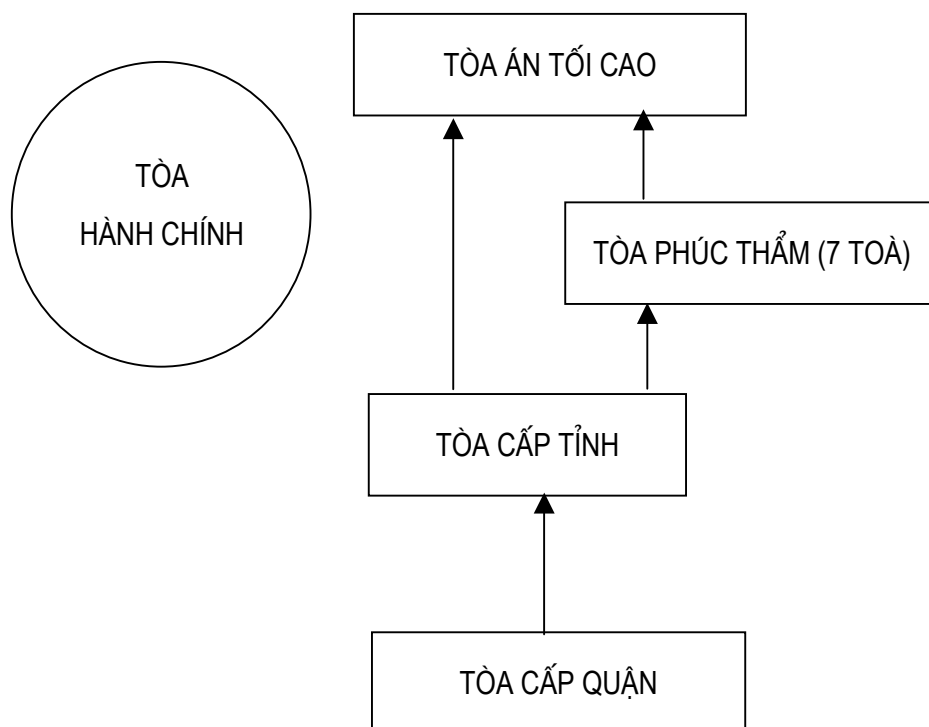 TÒA ÁN TỐI CAO
TÒA
HÀNH CHÍNH
TÒA PHÚC THẨM (7 TOÀ)
TÒA CẤP TỈNH
TÒA CẤP QUẬN